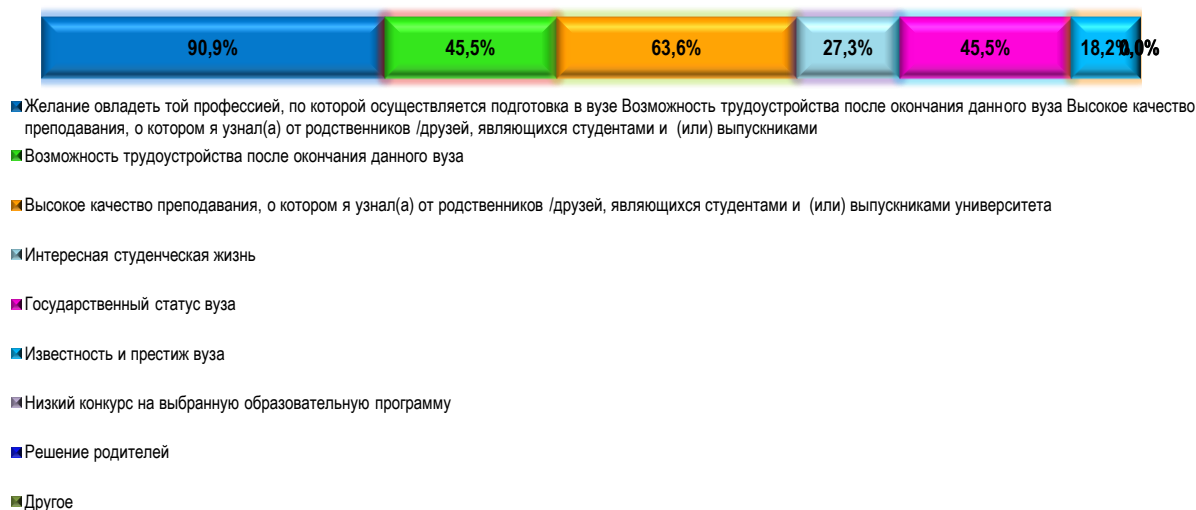 90,9% 45,5% 63,6% 27,3% 45,5% 18,2% 0,0%
Желание овладеть той профессией, по которой осуществляется подготовка в вузе Возможность трудоустройства после окончания данного вуза Высокое качество
преподавания, о котором я узнал(а) от родственников /друзей, являющихся студентами и (или) выпускниками
Возможность трудоустройства после окончания данного вуза
Высокое качество преподавания, о котором я узнал(а) от родственников /друзей, являющихся студентами и (или) выпускниками университета
Интересная студенческая жизнь
Государственный статус вуза
Известность и престиж вуза
Низкий конкурс на выбранную образовательную программу
Решение родителей
Другое